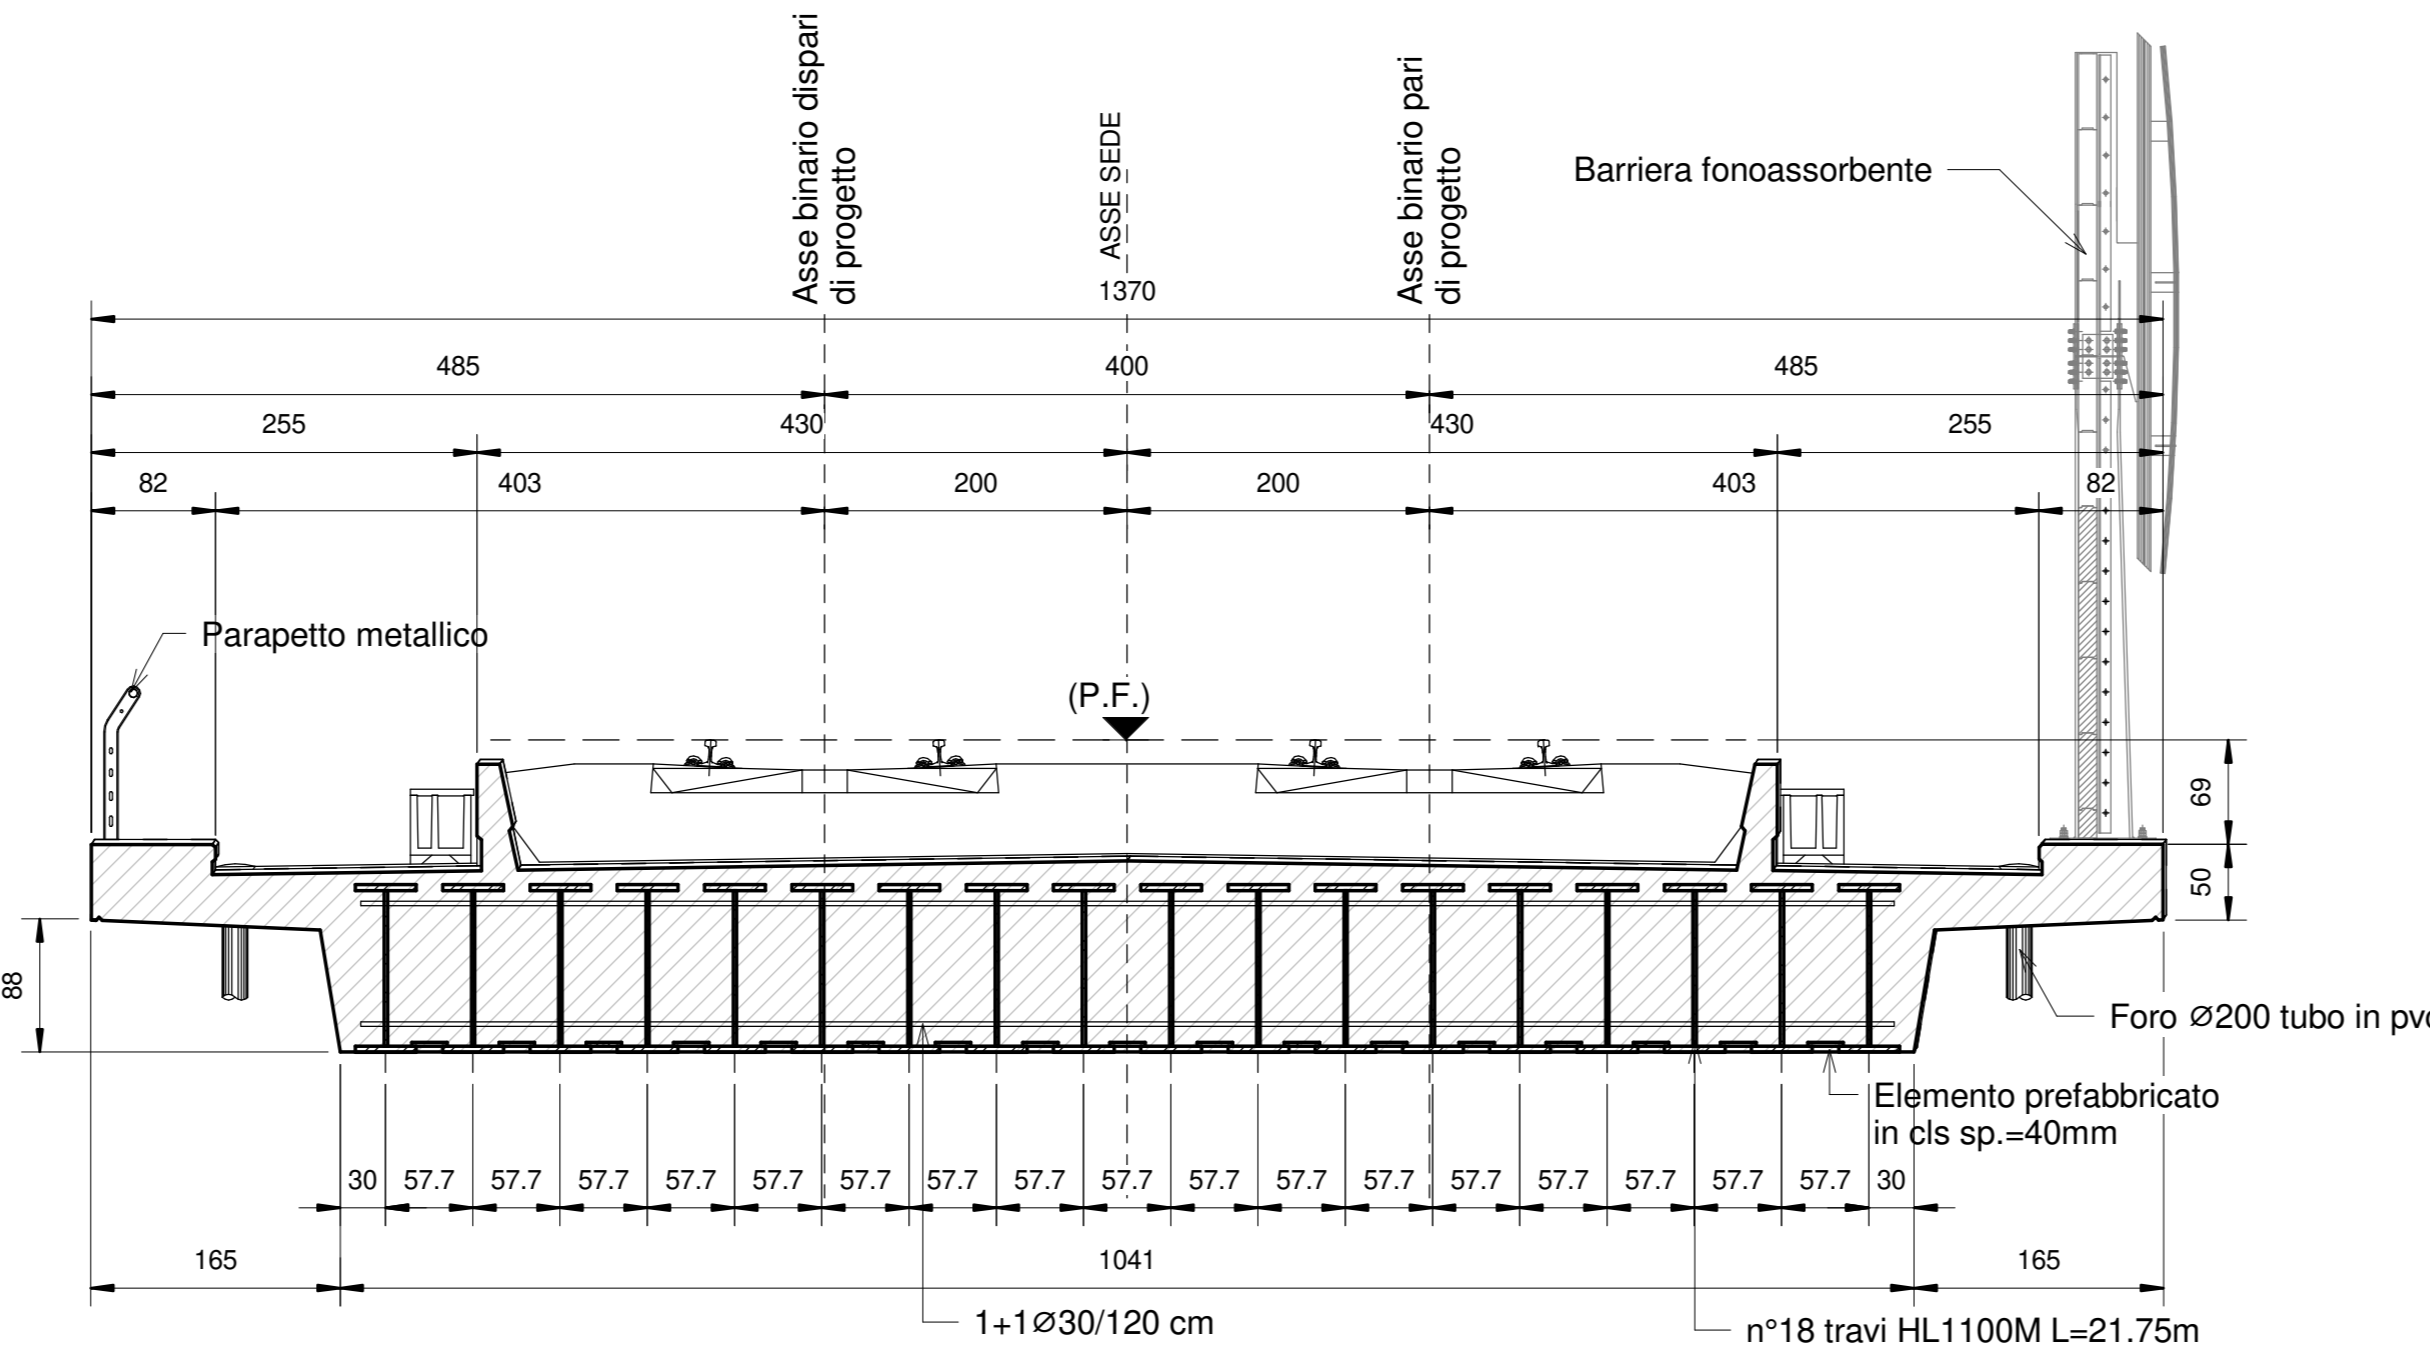 Asse binario dispari
di progetto
ASSE SEDE
Asse binario pari
di progetto
Barriera fonoassorbente
1370
485
400
485
255
430
430
255
82
403
200
200
403
82
Parapetto metallico
(P.F.)
69
50
88
Foro Ø200 tubo in pvc
Elemento prefabbricato
in cls sp.=40mm
30 57.7 57.7 57.7 57.7 57.7 57.7 57.7 57.7 57.7 57.7 57.7 57.7 57.7 57.7 57.7 57.7 57.7 30
165
1041
165
1+1Ø30/120 cm
n°18 travi HL1100M L=21.75m